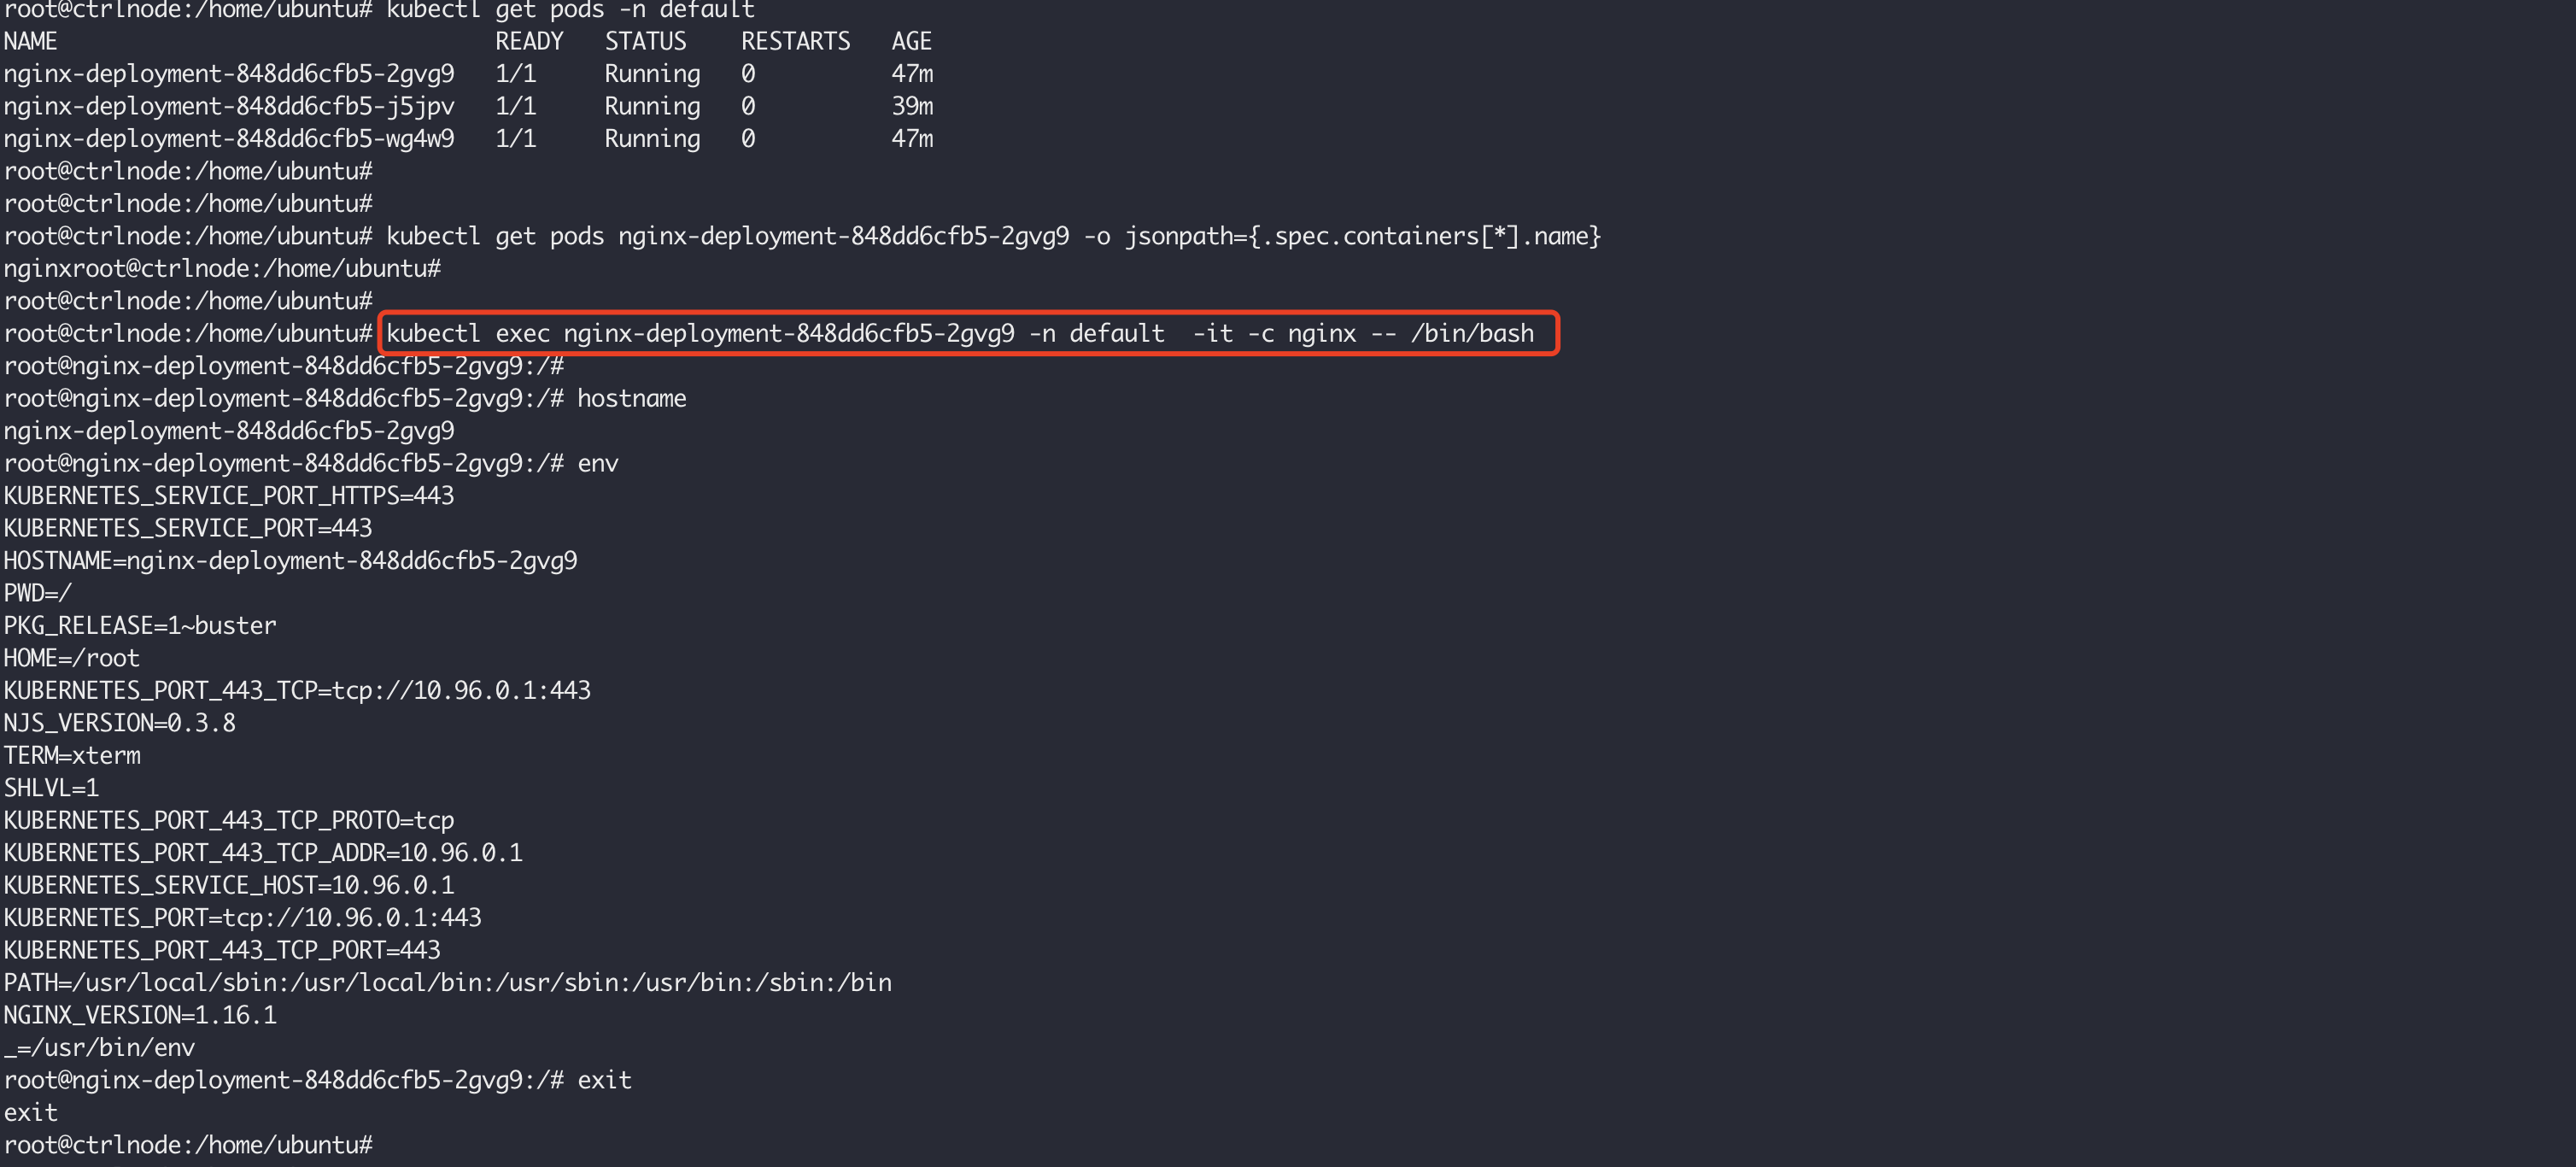 root@ctrlnode:/home/ubuntu# kubectl get pods -n default
NAME                                READY   STATUS    RESTARTS   AGE
nginx-deployment-848dd6cfb5-2gvg9   1/1     Running   0          47m
nginx-deployment-848dd6cfb5-j5jpv   1/1     Running   0          39m
nginx-deployment-848dd6cfb5-wg4w9   1/1     Running   0          47m
root@ctrlnode:/home/ubuntu#
root@ctrlnode:/home/ubuntu#
root@ctrlnode:/home/ubuntu# kubectl get pods nginx-deployment-848dd6cfb5-2gvg9 -o jsonpath={.spec.containers[*].name}
nginxroot@ctrlnode:/home/ubuntu#
root@ctrlnode:/home/ubuntu#
root@ctrlnode:/home/ubuntu# kubectl exec nginx-deployment-848dd6cfb5-2gvg9 -n default  -it -c nginx -- /bin/bash
root@nginx-deployment-848dd6cfb5-2gvg9:/#
root@nginx-deployment-848dd6cfb5-2gvg9:/# hostname
nginx-deployment-848dd6cfb5-2gvg9
root@nginx-deployment-848dd6cfb5-2gvg9:/# env
KUBERNETES_SERVICE_PORT_HTTPS=443
KUBERNETES_SERVICE_PORT=443
HOSTNAME=nginx-deployment-848dd6cfb5-2gvg9
PWD=/
PKG_RELEASE=1~buster
HOME=/root
KUBERNETES_PORT_443_TCP=tcp://10.96.0.1:443
NJS_VERSION=0.3.8
TERM=xterm
SHLVL=1
KUBERNETES_PORT_443_TCP_PROTO=tcp
KUBERNETES_PORT_443_TCP_ADDR=10.96.0.1
KUBERNETES_SERVICE_HOST=10.96.0.1
KUBERNETES_PORT=tcp://10.96.0.1:443
KUBERNETES_PORT_443_TCP_PORT=443
PATH=/usr/local/sbin:/usr/local/bin:/usr/sbin:/usr/bin:/sbin:/bin
NGINX_VERSION=1.16.1
_=/usr/bin/env
root@nginx-deployment-848dd6cfb5-2gvg9:/# exit
exit
root@ctrlnode:/home/ubuntu#